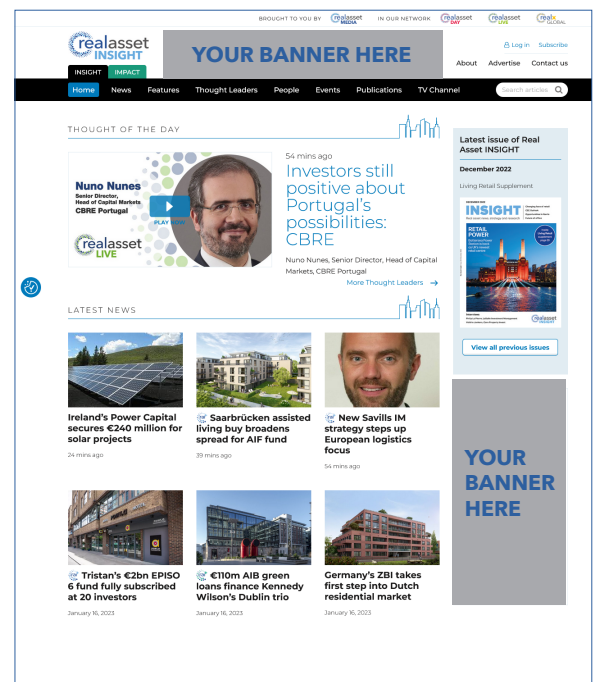 BROUGHT TO YOU BY
realasset
MEDIA
IN OUR NETWORK
realasset
DAY
realasset
LIVE
realx
GLOBAL
realasset
INSIGHT
YOUR BANNER HERE
Log in Subscribe
About Advertise Contact us
INSIGHT IMPACT
Home News Features Thought Leaders People Events Publications TV Channel Search articles
THOUGHT OF THE DAY
Nuno Nunes
Senior Director,
Head of Capital Markets
CBRE Portugal
PLAY NOW
realasset
LIVE
54 mins ago
Investors still
positive about
Portugal's
possibilities:
CBRE
Nuno Nunes, Senior Director, Head of Capital
Markets, CBRE Portugal
More Thought Leaders →
Latest issue of Real
Asset INSIGHT
December 2022
Living Retail Supplement
INSIGHT
RETAIL
POWER
realasset
INSIGHT
View all previous issues
LATEST NEWS
Ireland's Power Capital
secures €240 million for
solar projects
24 mins ago
Saarbrücken assisted
living buy broadens
spread for AIF fund
39 mins ago
New Savills IM
strategy steps up
European logistics
focus
54 mins ago
YOUR
BANNER
HERE
Tristan's €2bn EPISO
6 fund fully subscribed
at 20 investors
January 16, 2023
€110m AIB green
loans finance Kennedy
Wilson's Dublin trio
January 16, 2023
Germany's ZBI takes
first step into Dutch
residential market
January 16, 2023